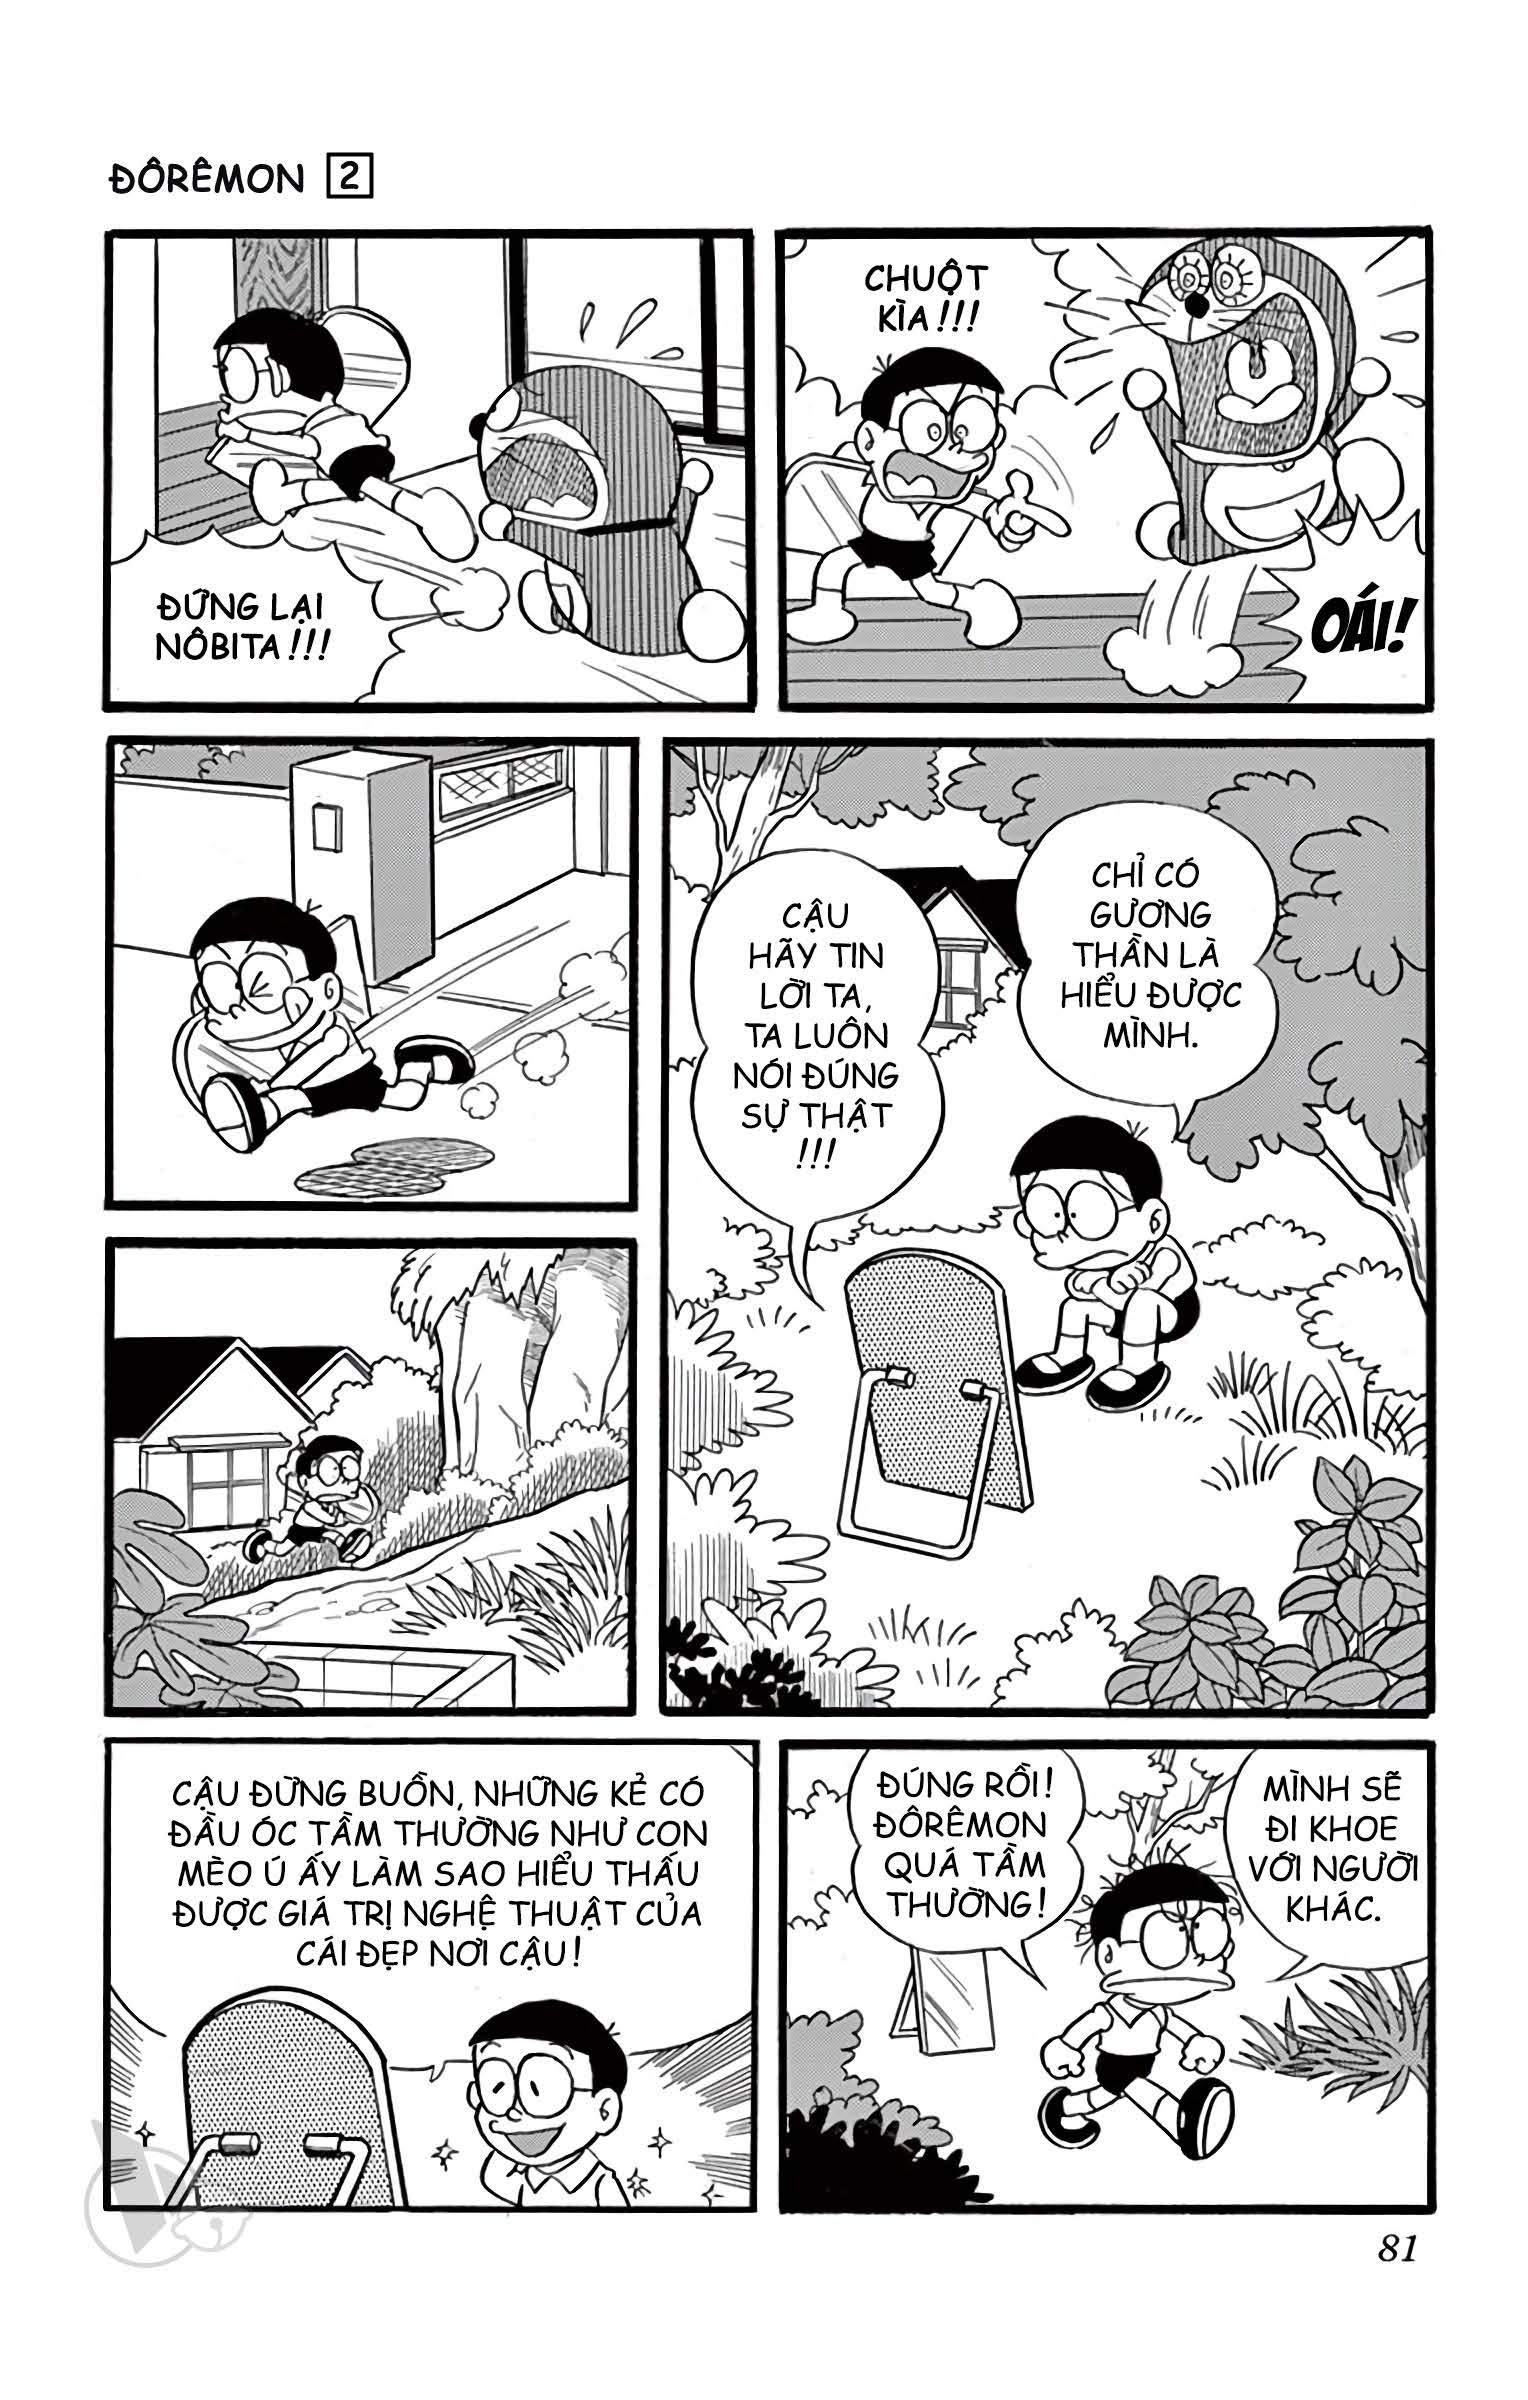 ĐÔRÊMON 2
ĐỨNG LẠI
NÔBITA!!!
CHUỘT
KÌA!!!
OÁI!
CẬU
HÃY TIN
LỜI TA,
TA LUÔN
NÓI ĐÚNG
SỰ THẬT
!!!
CHỈ CÓ
GƯƠNG
THẦN LÀ
HIỂU ĐƯỢC
MÌNH.
CẬU ĐỪNG BUỒN, NHỮNG KẺ CÓ
ĐẦU ÓC TẦM THƯỜNG NHƯ CON
MÈO Ú ẤY LÀM SAO HIỂU THẤU
ĐƯỢC GIÁ TRỊ NGHỆ THUẬT CỦA
CÁI ĐẸP NƠI CẬU!
ĐÚNG RỒI!
ĐÔRÊMON
QUÁ TẦM
THƯỜNG!
MÌNH SẼ
ĐI KHOE
VỚI NGƯỜI
KHÁC.
81